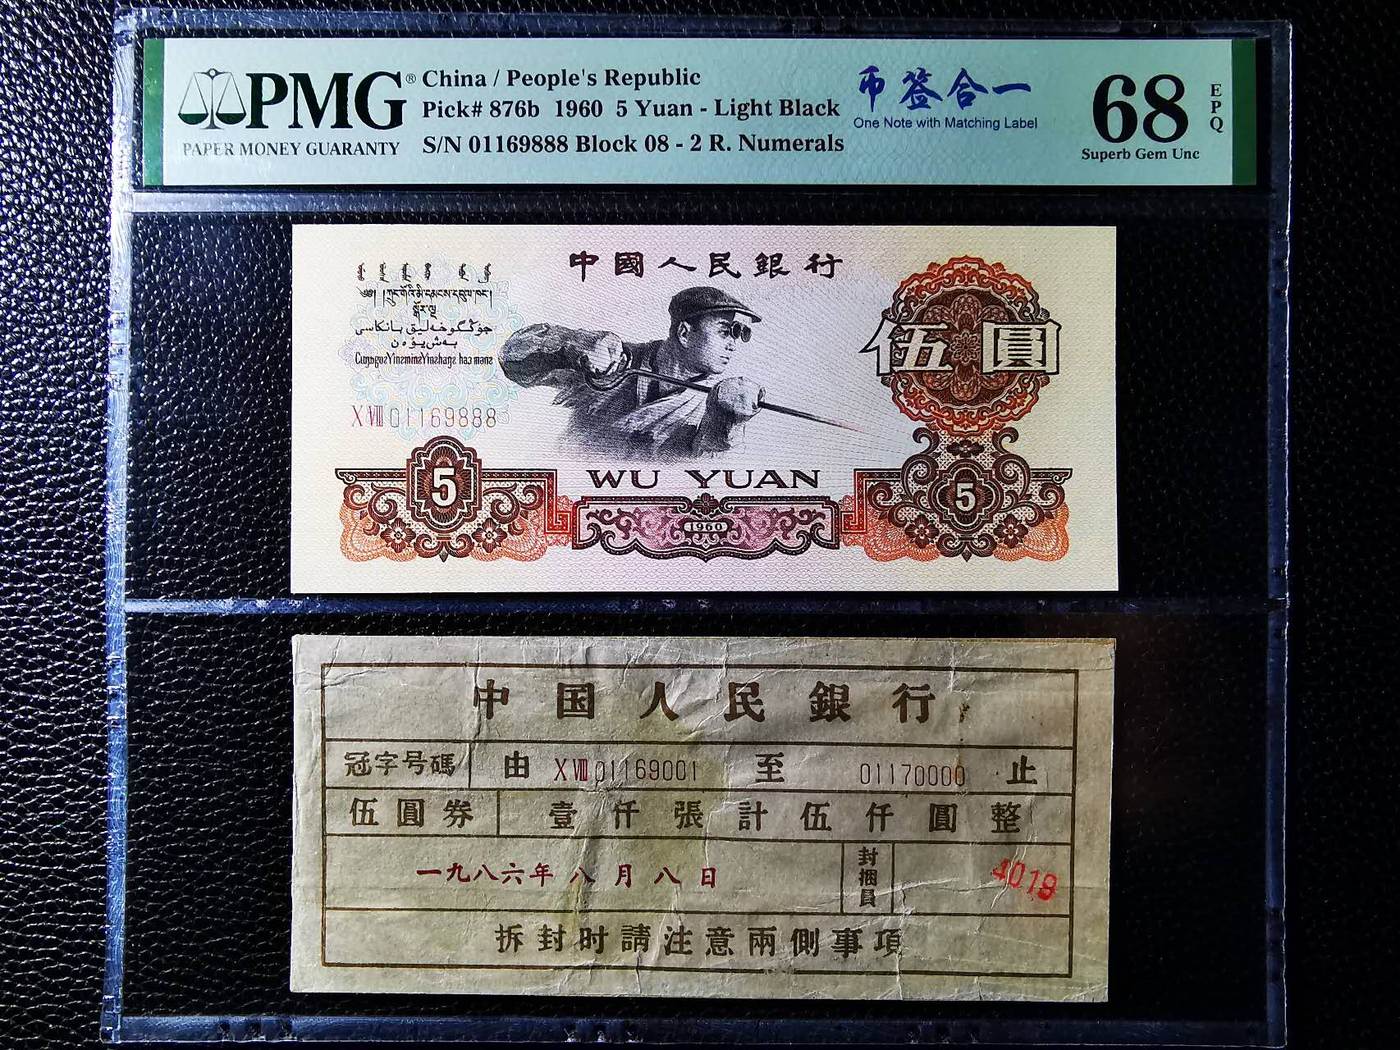 PMG®
PAPER MONEY GUARANTY
China / People's Republic
Pick# 876b 1960 5 Yuan - Light Black
S/N 01169888 Block 08 - 2 R. Numerals
币签合一
One Note with Matching Label
68
EPQ
Superb Gem Unc
中國人民銀行
伍圓
X VIII 01169888
WU YUAN
5
1960
5
中国人民銀行
冠字号碼 由 X VIII 01169001 至 01170000 止
伍圓券 壹仟張計伍仟圓整
一九八六年八月八日 封捆員 4019
拆封时請注意兩側事項